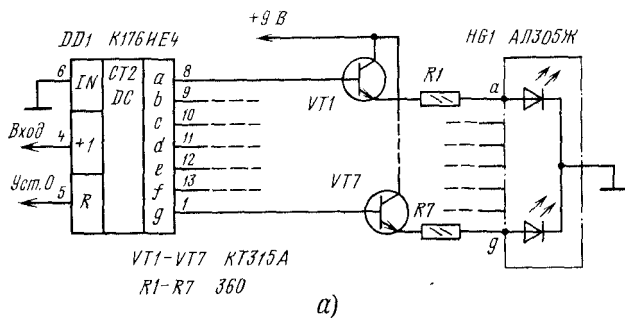 +9 В
DD1 К176ИЕ4
HG1 АЛ305Ж
6
IN
СТ2
DC
a
8
b
9
c
10
d
11
e
12
f
13
g
1
Вход
4
+1
Уст.0
5
R
VT1
R1
a
VT7
R7
g
VT1–VT7 КТ315А
R1–R7 360
а)